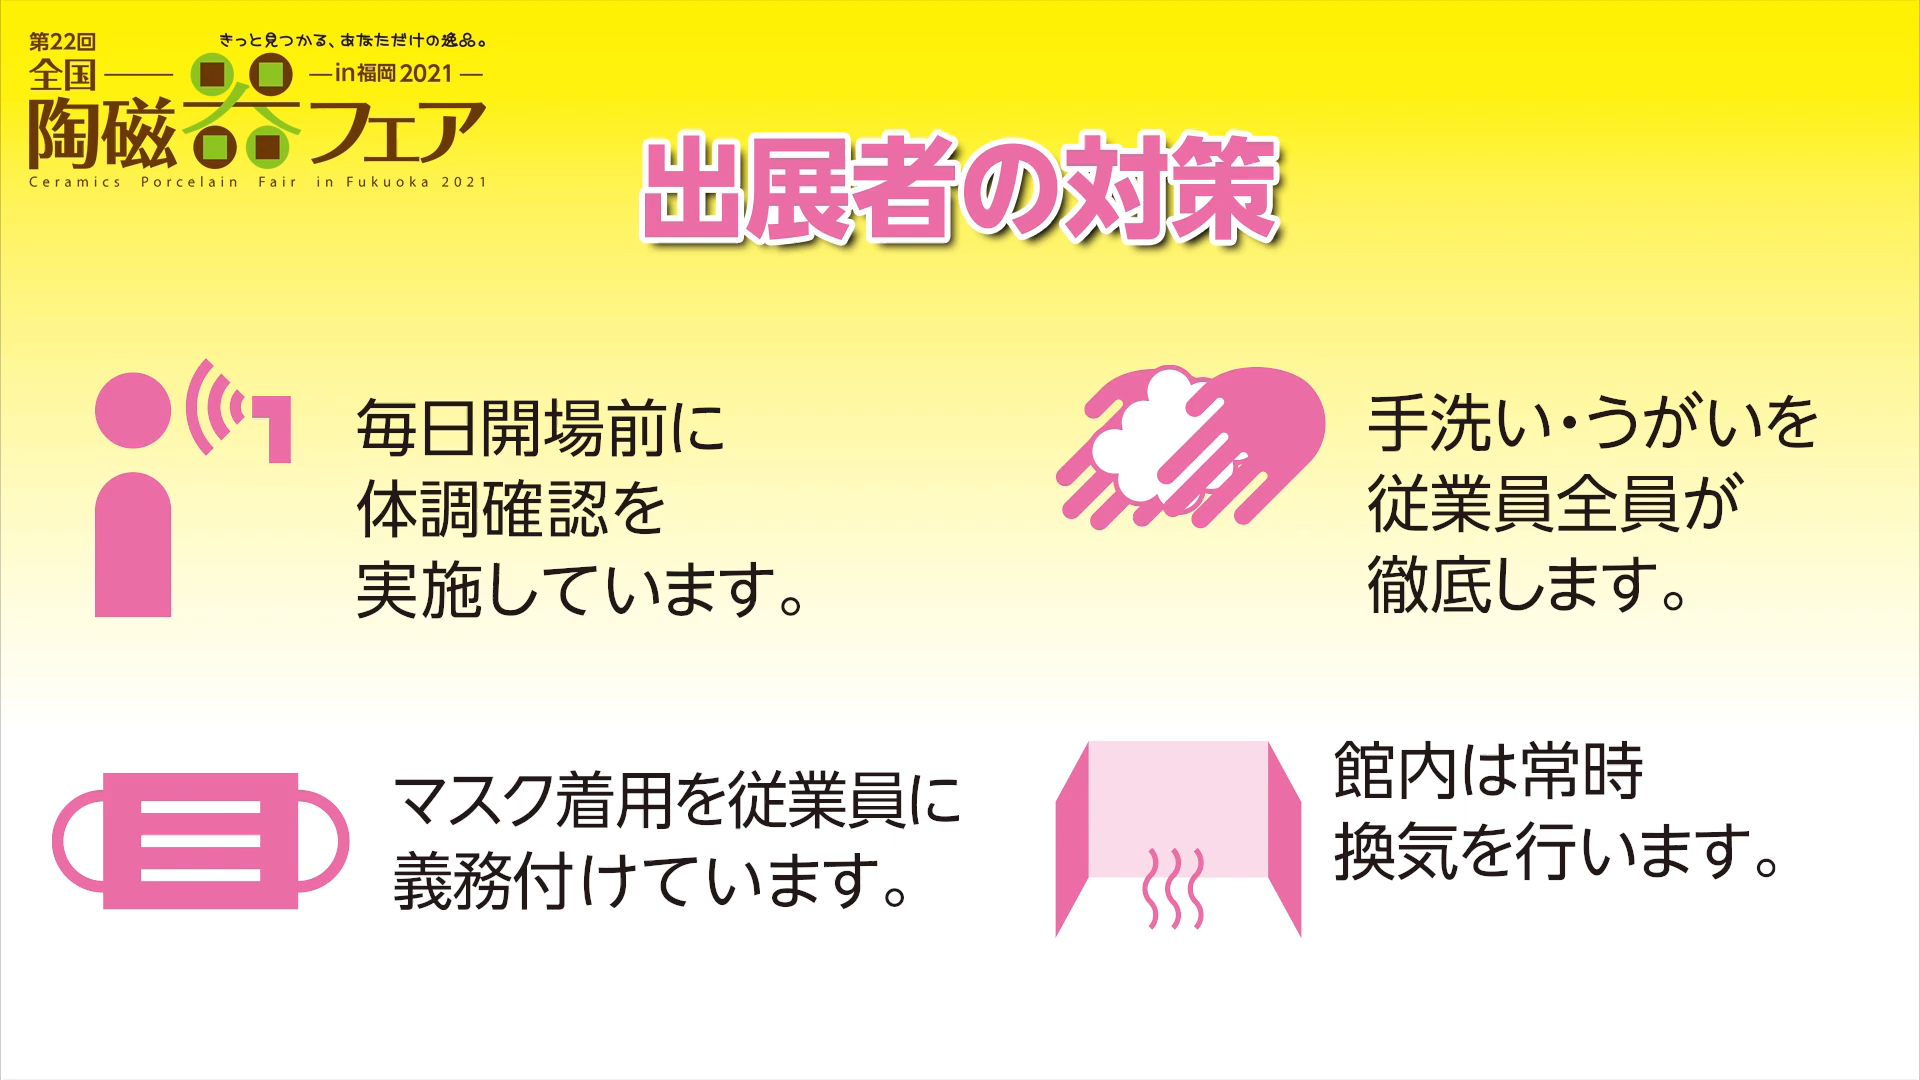 第22回
きっと見つかる、あなただけの逸品。
全国
in福岡2021
陶磁器フェア
Ceramics Porcelain Fair in Fukuoka 2021
出展者の対策
毎日開場前に
体調確認を
実施しています。
手洗い・うがいを
従業員全員が
徹底します。
マスク着用を従業員に
義務付けています。
館内は常時
換気を行います。